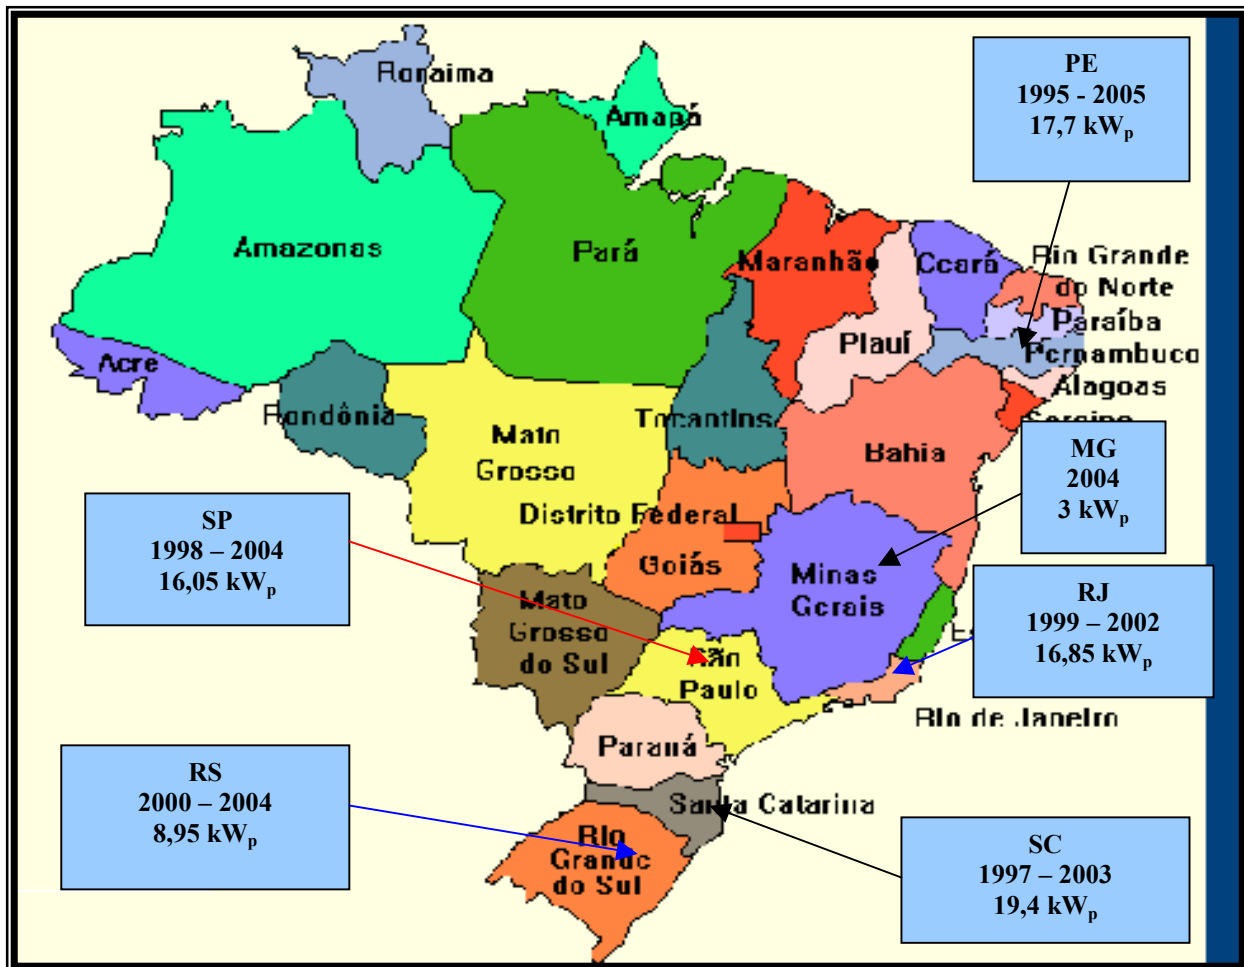 Roraima
Amapá
PE
1995 - 2005
17,7 kWp
Amazonas
Pará
Maranhão
Ceará
Rio Grande
do Norte
Paraíba
Pernambuco
Alagoas
Piauí
Acre
Rondônia
Tocantins
Mato
Grosso
Bahia
MG
2004
3 kWp
Distrito Federal
Goiás
SP
1998 – 2004
16,05 kWp
Minas
Gerais
RJ
1999 – 2002
16,85 kWp
Mato
Grosso
do Sul
São
Paulo
Rio de Janeiro
Paraná
RS
2000 – 2004
8,95 kWp
Santa Catarina
Rio
Grande
do Sul
SC
1997 – 2003
19,4 kWp